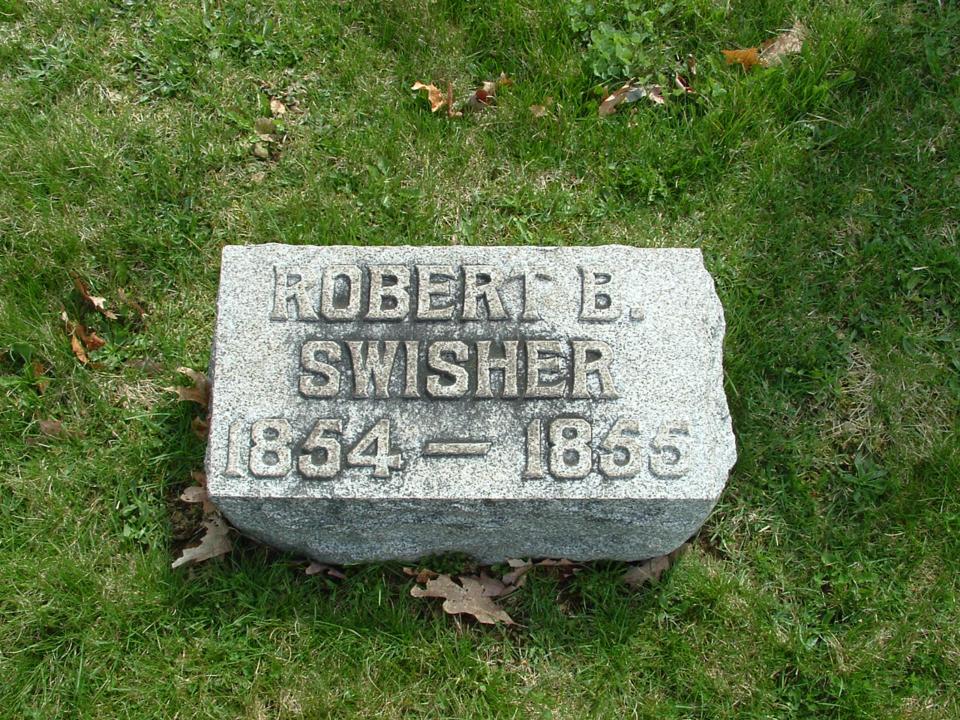 ROBERT B.
SWISHER
1854 — 1855